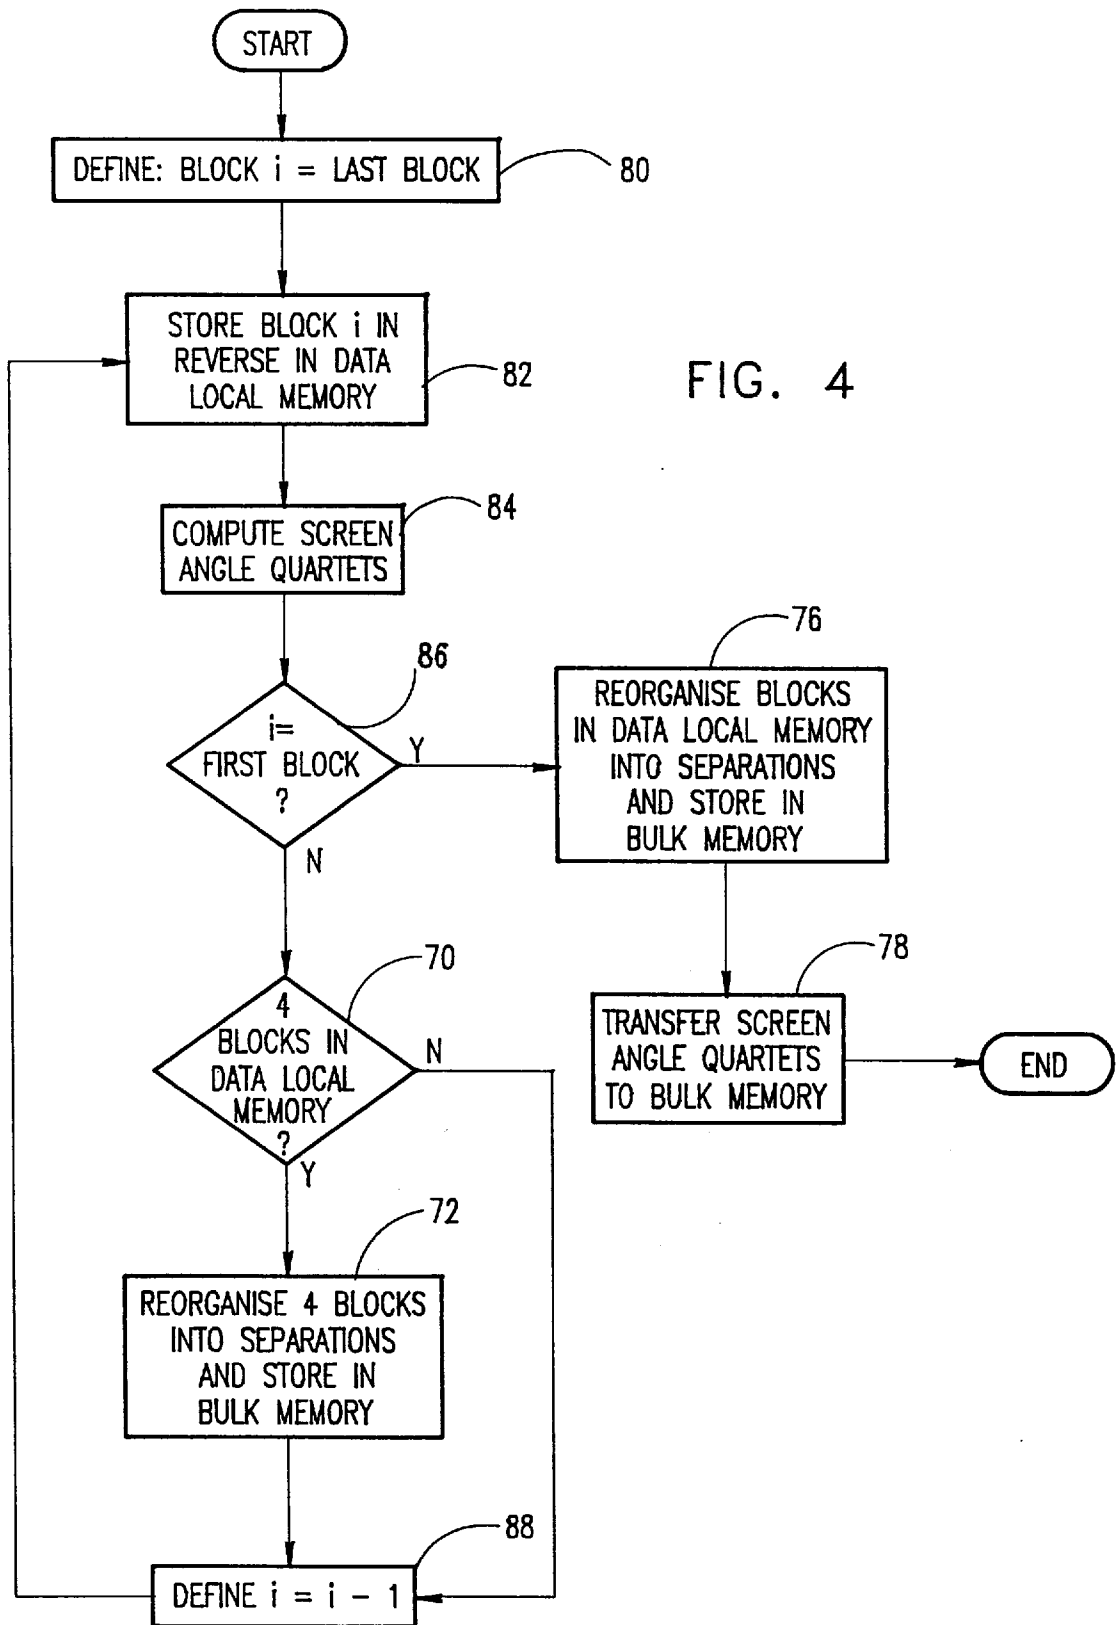 START
DEFINE: BLOCK i = LAST BLOCK
80
STORE BLOCK i IN
REVERSE IN DATA
LOCAL MEMORY
82
FIG. 4
84
COMPUTE SCREEN
ANGLE QUARTETS
86
i=
FIRST BLOCK
?
Y
N
76
REORGANISE BLOCKS
IN DATA LOCAL MEMORY
INTO SEPARATIONS
AND STORE IN
BULK MEMORY
70
4
BLOCKS IN
DATA LOCAL
MEMORY
?
N
Y
78
TRANSFER SCREEN
ANGLE QUARTETS
TO BULK MEMORY
END
72
REORGANISE 4 BLOCKS
INTO SEPARATIONS
AND STORE IN
BULK MEMORY
88
DEFINE i = i - 1